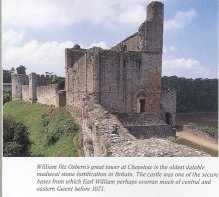 William fitz Osbern's great tower at Chepstow is the oldest datable
medieval stone fortification in Britain. The castle was one of the secure
bases from which Earl William perhaps overran much of central and
eastern Gwent before 1071.